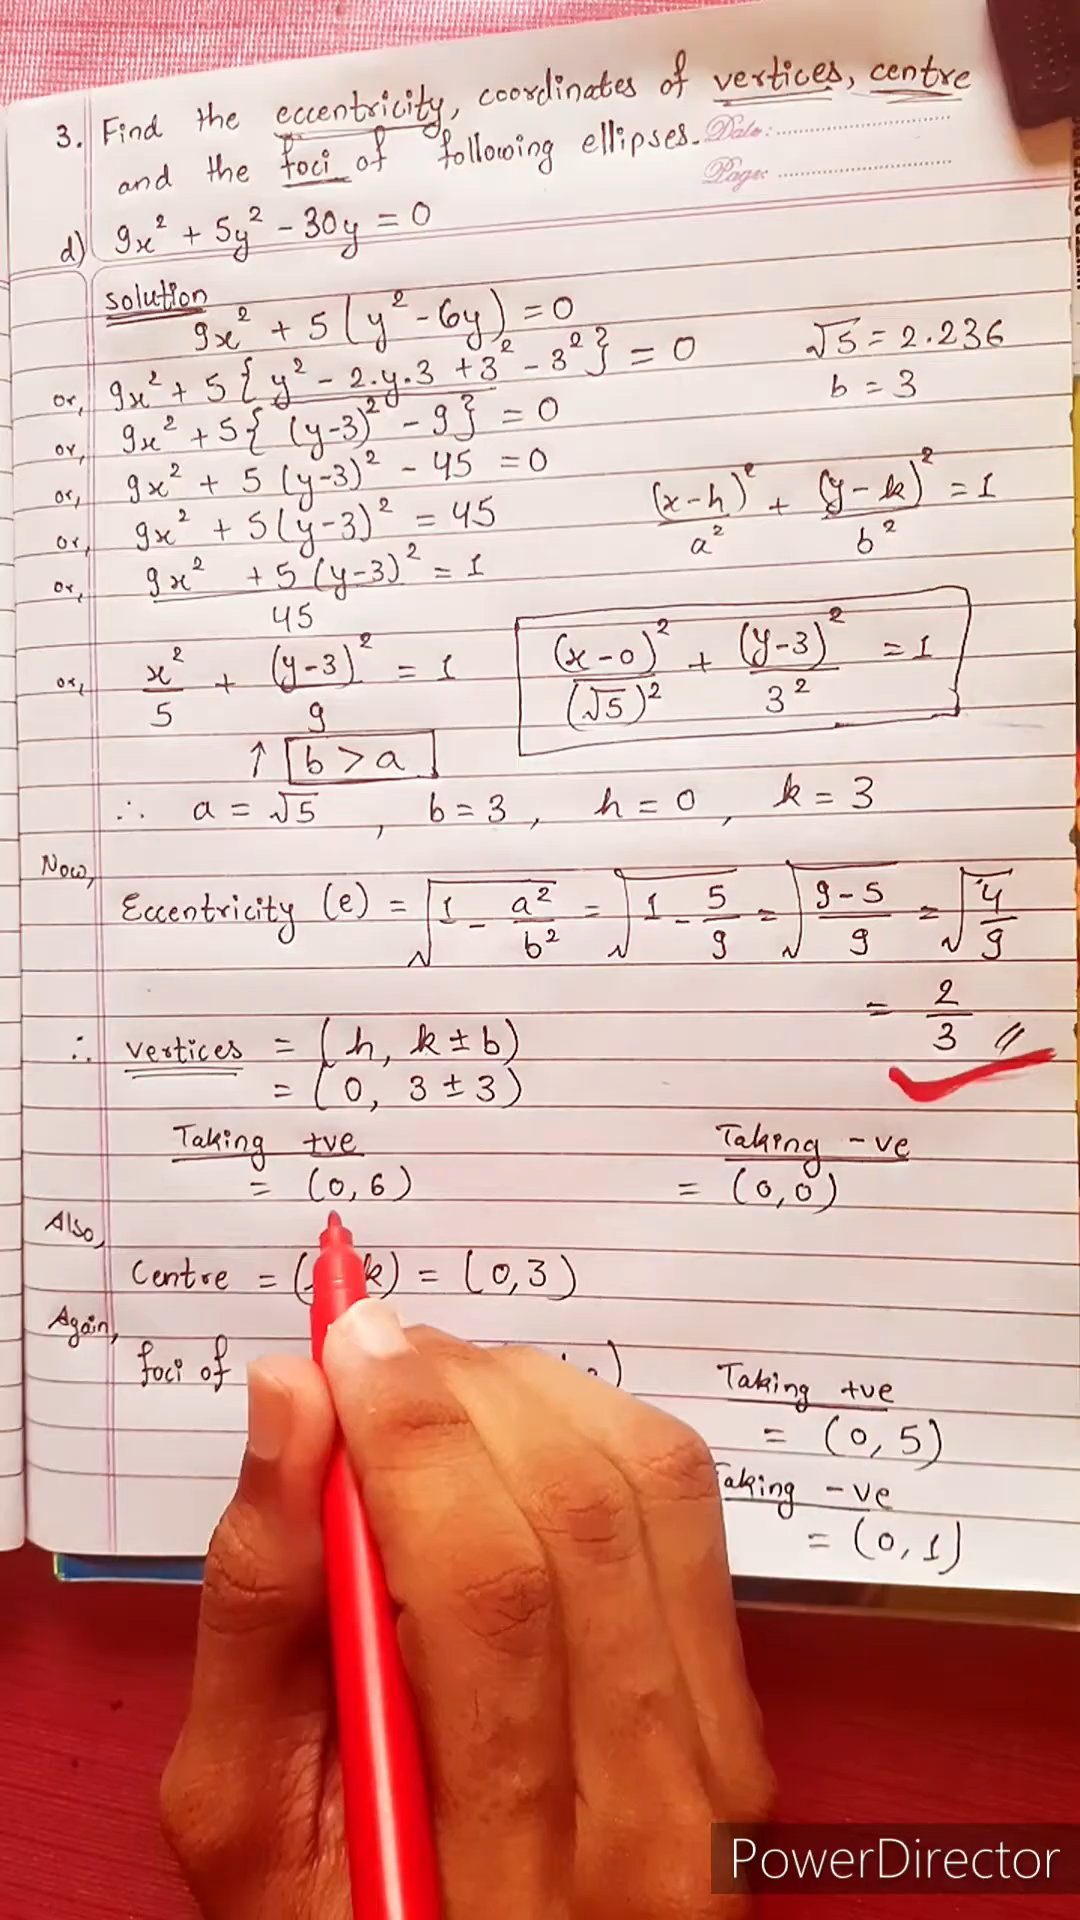 3. Find the eccentricity, coordinates of vertices, centre
and the foci of following ellipses.
Date:
Page:
d) 9x² + 5y² - 30y = 0
solution
9x² + 5(y² - 6y) = 0
or, 9x² + 5{y² - 2.y.3 + 3² - 3²} = 0
or, 9x² + 5{(y-3)² - 9} = 0
or, 9x² + 5(y-3)² - 45 = 0
or, 9x² + 5(y-3)² = 45
or, 9x² + 5(y-3)² / 45 = 1
or, x²/5 + (y-3)²/9 = 1
↑ b > a
√5 = 2.236
b = 3
(x-h)²/a² + (y-k)²/b² = 1
(x-0)²/(√5)² + (y-3)²/3² = 1
∴ a = √5, b = 3, h = 0, k = 3
Now,
Eccentricity (e) = √(1 - a²/b²) = √(1 - 5/9) = √((9-5)/9) = √(4/9)
= 2/3 //
∴ vertices = (h, k ± b)
= (0, 3 ± 3)
Taking +ve
= (0, 6)
Taking -ve
= (0, 0)
Also,
Centre = ( k) = (0, 3)
Again,
foci of
Taking +ve
= (0, 5)
Taking -ve
= (0, 1)
PowerDirector